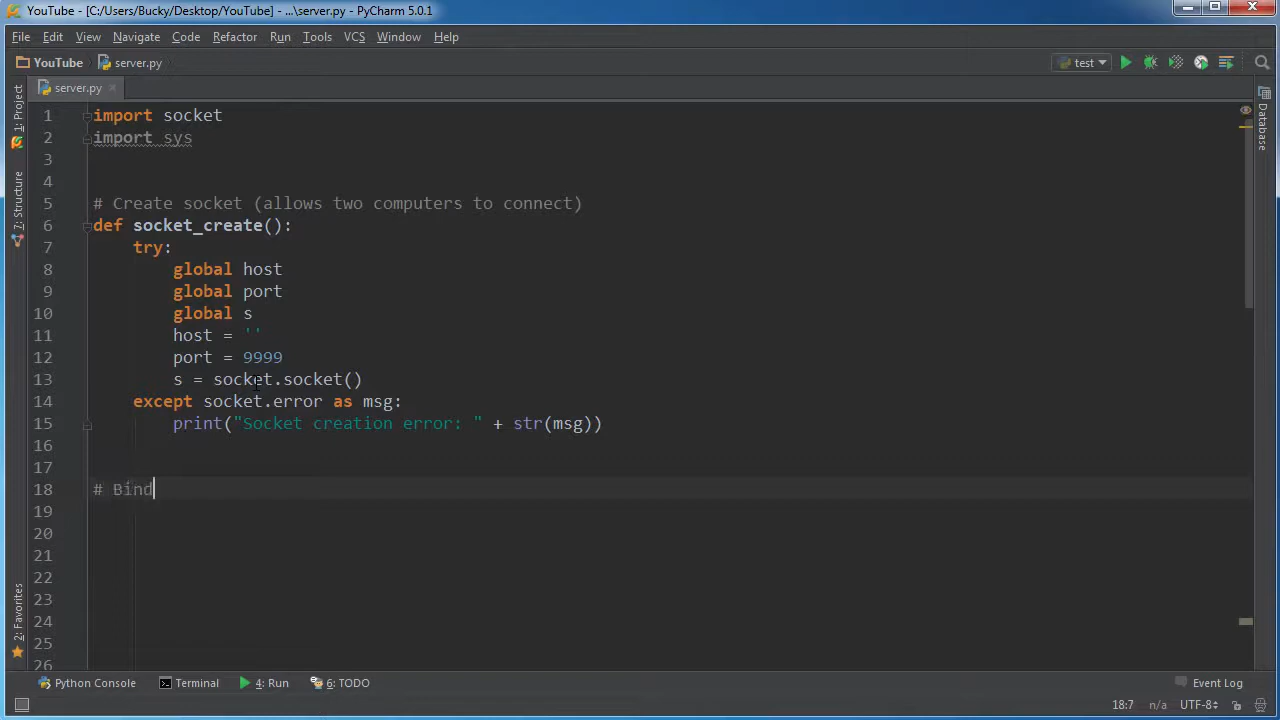 YouTube - [C:/Users/Bucky/Desktop/YouTube] - ...\server.py - PyCharm 5.0.1
File Edit View Navigate Code Refactor Run Tools VCS Window Help
YouTube server.py test
server.py
1: Project
7: Structure
2: Favorites
Database
1 import socket
2 import sys
3
4
5 # Create socket (allows two computers to connect)
6 def socket_create():
7 try:
8 global host
9 global port
10 global s
11 host = ''
12 port = 9999
13 s = socket.socket()
14 except socket.error as msg:
15 print("Socket creation error: " + str(msg))
16
17
18 # Bind
19
20
21
22
23
24
25
26
Python Console Terminal 4: Run 6: TODO Event Log
18:7 n/a UTF-8